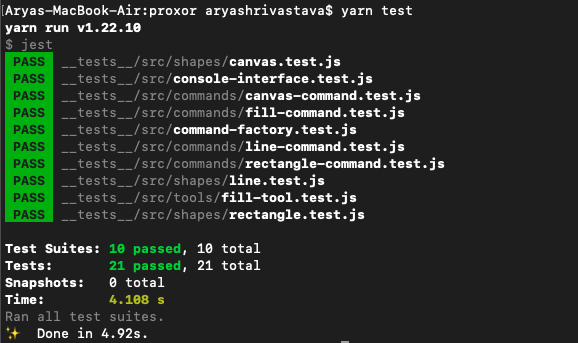 Aryas-MacBook-Air:proxor aryashrivastava$ yarn test
yarn run v1.22.10
$ jest
PASS __tests__/src/shapes/canvas.test.js
PASS __tests__/src/console-interface.test.js
PASS __tests__/src/commands/canvas-command.test.js
PASS __tests__/src/commands/fill-command.test.js
PASS __tests__/src/command-factory.test.js
PASS __tests__/src/commands/line-command.test.js
PASS __tests__/src/commands/rectangle-command.test.js
PASS __tests__/src/shapes/line.test.js
PASS __tests__/src/tools/fill-tool.test.js
PASS __tests__/src/shapes/rectangle.test.js
Test Suites: 10 passed, 10 total
Tests: 21 passed, 21 total
Snapshots: 0 total
Time: 4.108 s
Ran all test suites.
✨ Done in 4.92s.